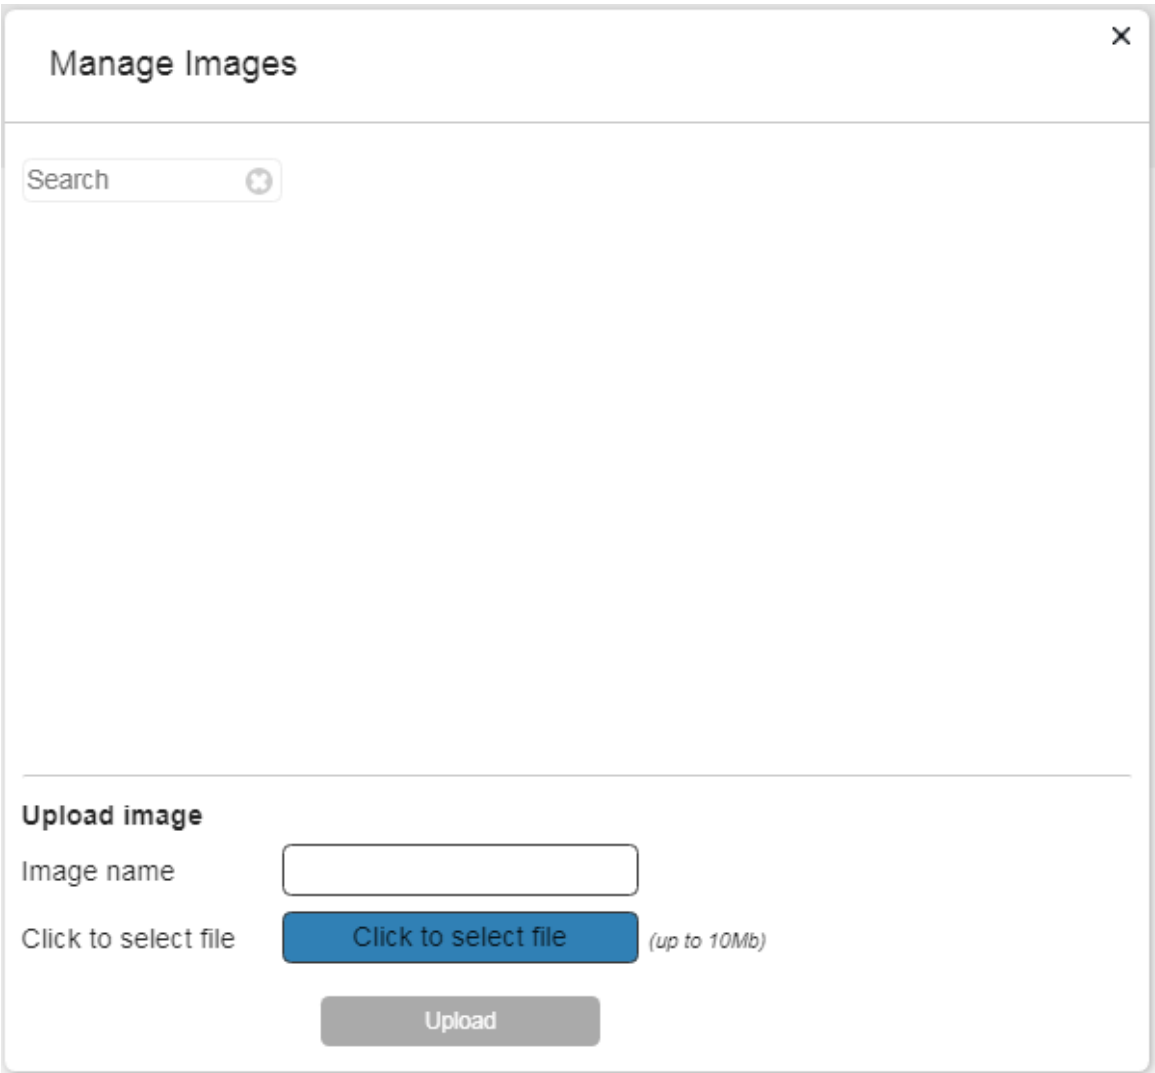 Manage Images
Search
Upload image
Image name
Click to select file
Click to select file (up to 10Mb)
Upload